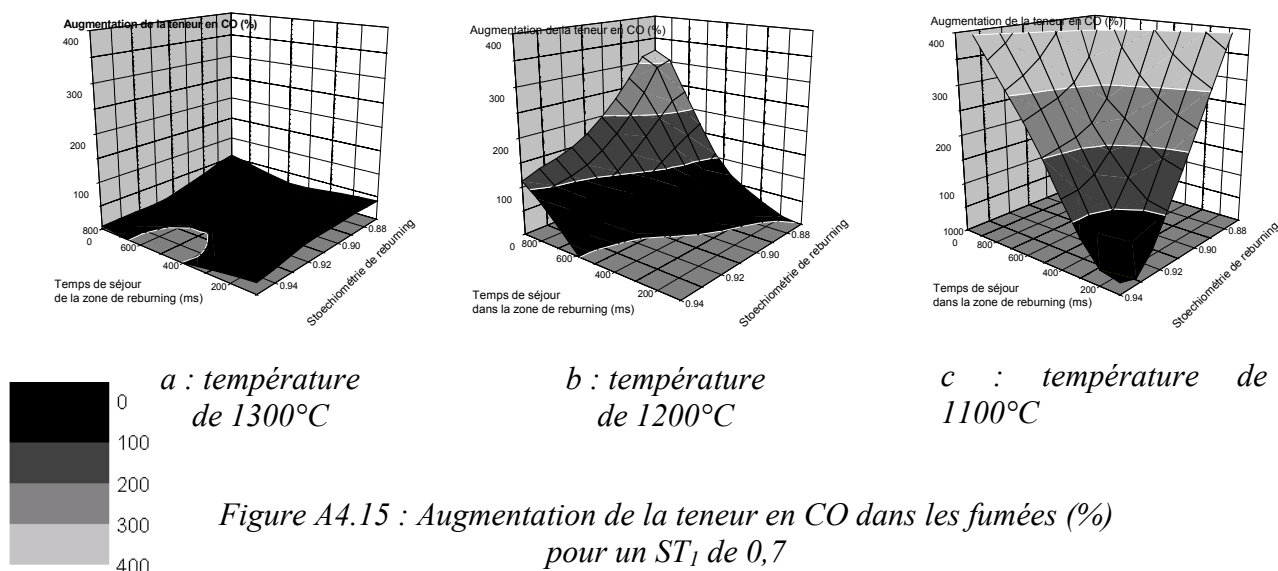 Augmentation de la teneur en CO (%)
400
300
200
100
0
800
600
400
200
0.94
0.92
0.90
0.88
Temps de séjour
de la zone de reburning (ms)
Stoechiométrie de reburning
Augmentation de la teneur en CO (%)
400
300
200
100
0
800
600
400
200
0.94
0.92
0.90
0.88
Temps de séjour
dans la zone de reburning (ms)
Stoechiométrie de reburning
Augmentation de la teneur en CO (%)
400
300
200
100
0
1000
800
600
400
200
0.94
0.92
0.90
0.88
Temps de séjour
dans la zone de reburning (ms)
Stoechiométrie de reburning
a : température
de 1300°C
b : température
de 1200°C
c : température de
1100°C
0
100
200
300
400
Figure A4.15 : Augmentation de la teneur en CO dans les fumées (%)
pour un ST1 de 0,7